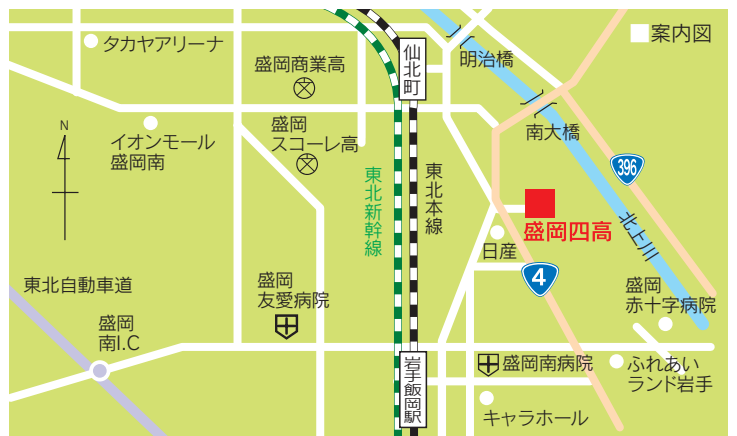 案内図
タカヤアリーナ
仙北町
明治橋
盛岡商業高
イオンモール
盛岡南
盛岡
スコーレ高
南大橋
N
396
東北新幹線
東北本線
盛岡四高
北上川
日産
4
東北自動車道
盛岡
友愛病院
盛岡
赤十字病院
盛岡
南I.C
岩手飯岡駅
盛岡南病院
ふれあい
ランド岩手
キャラホール